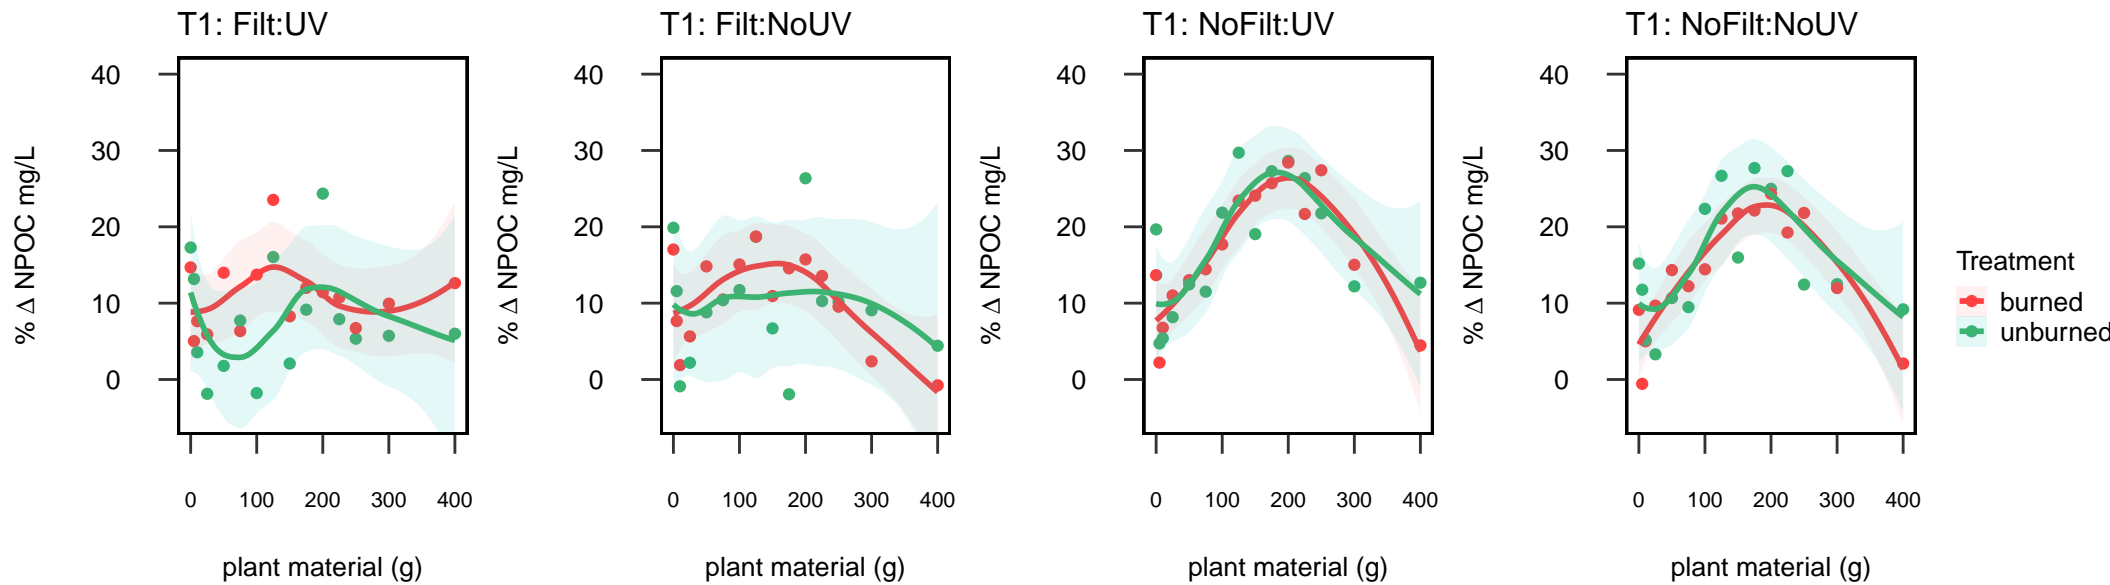 T1: Filt:UV
% Δ NPOC mg/L
40
30
20
10
0
0 100 200 300 400
plant material (g)
T1: Filt:NoUV
% Δ NPOC mg/L
40
30
20
10
0
0 100 200 300 400
plant material (g)
T1: NoFilt:UV
% Δ NPOC mg/L
40
30
20
10
0
0 100 200 300 400
plant material (g)
T1: NoFilt:NoUV
% Δ NPOC mg/L
40
30
20
10
0
0 100 200 300 400
plant material (g)
Treatment
burned
unburned